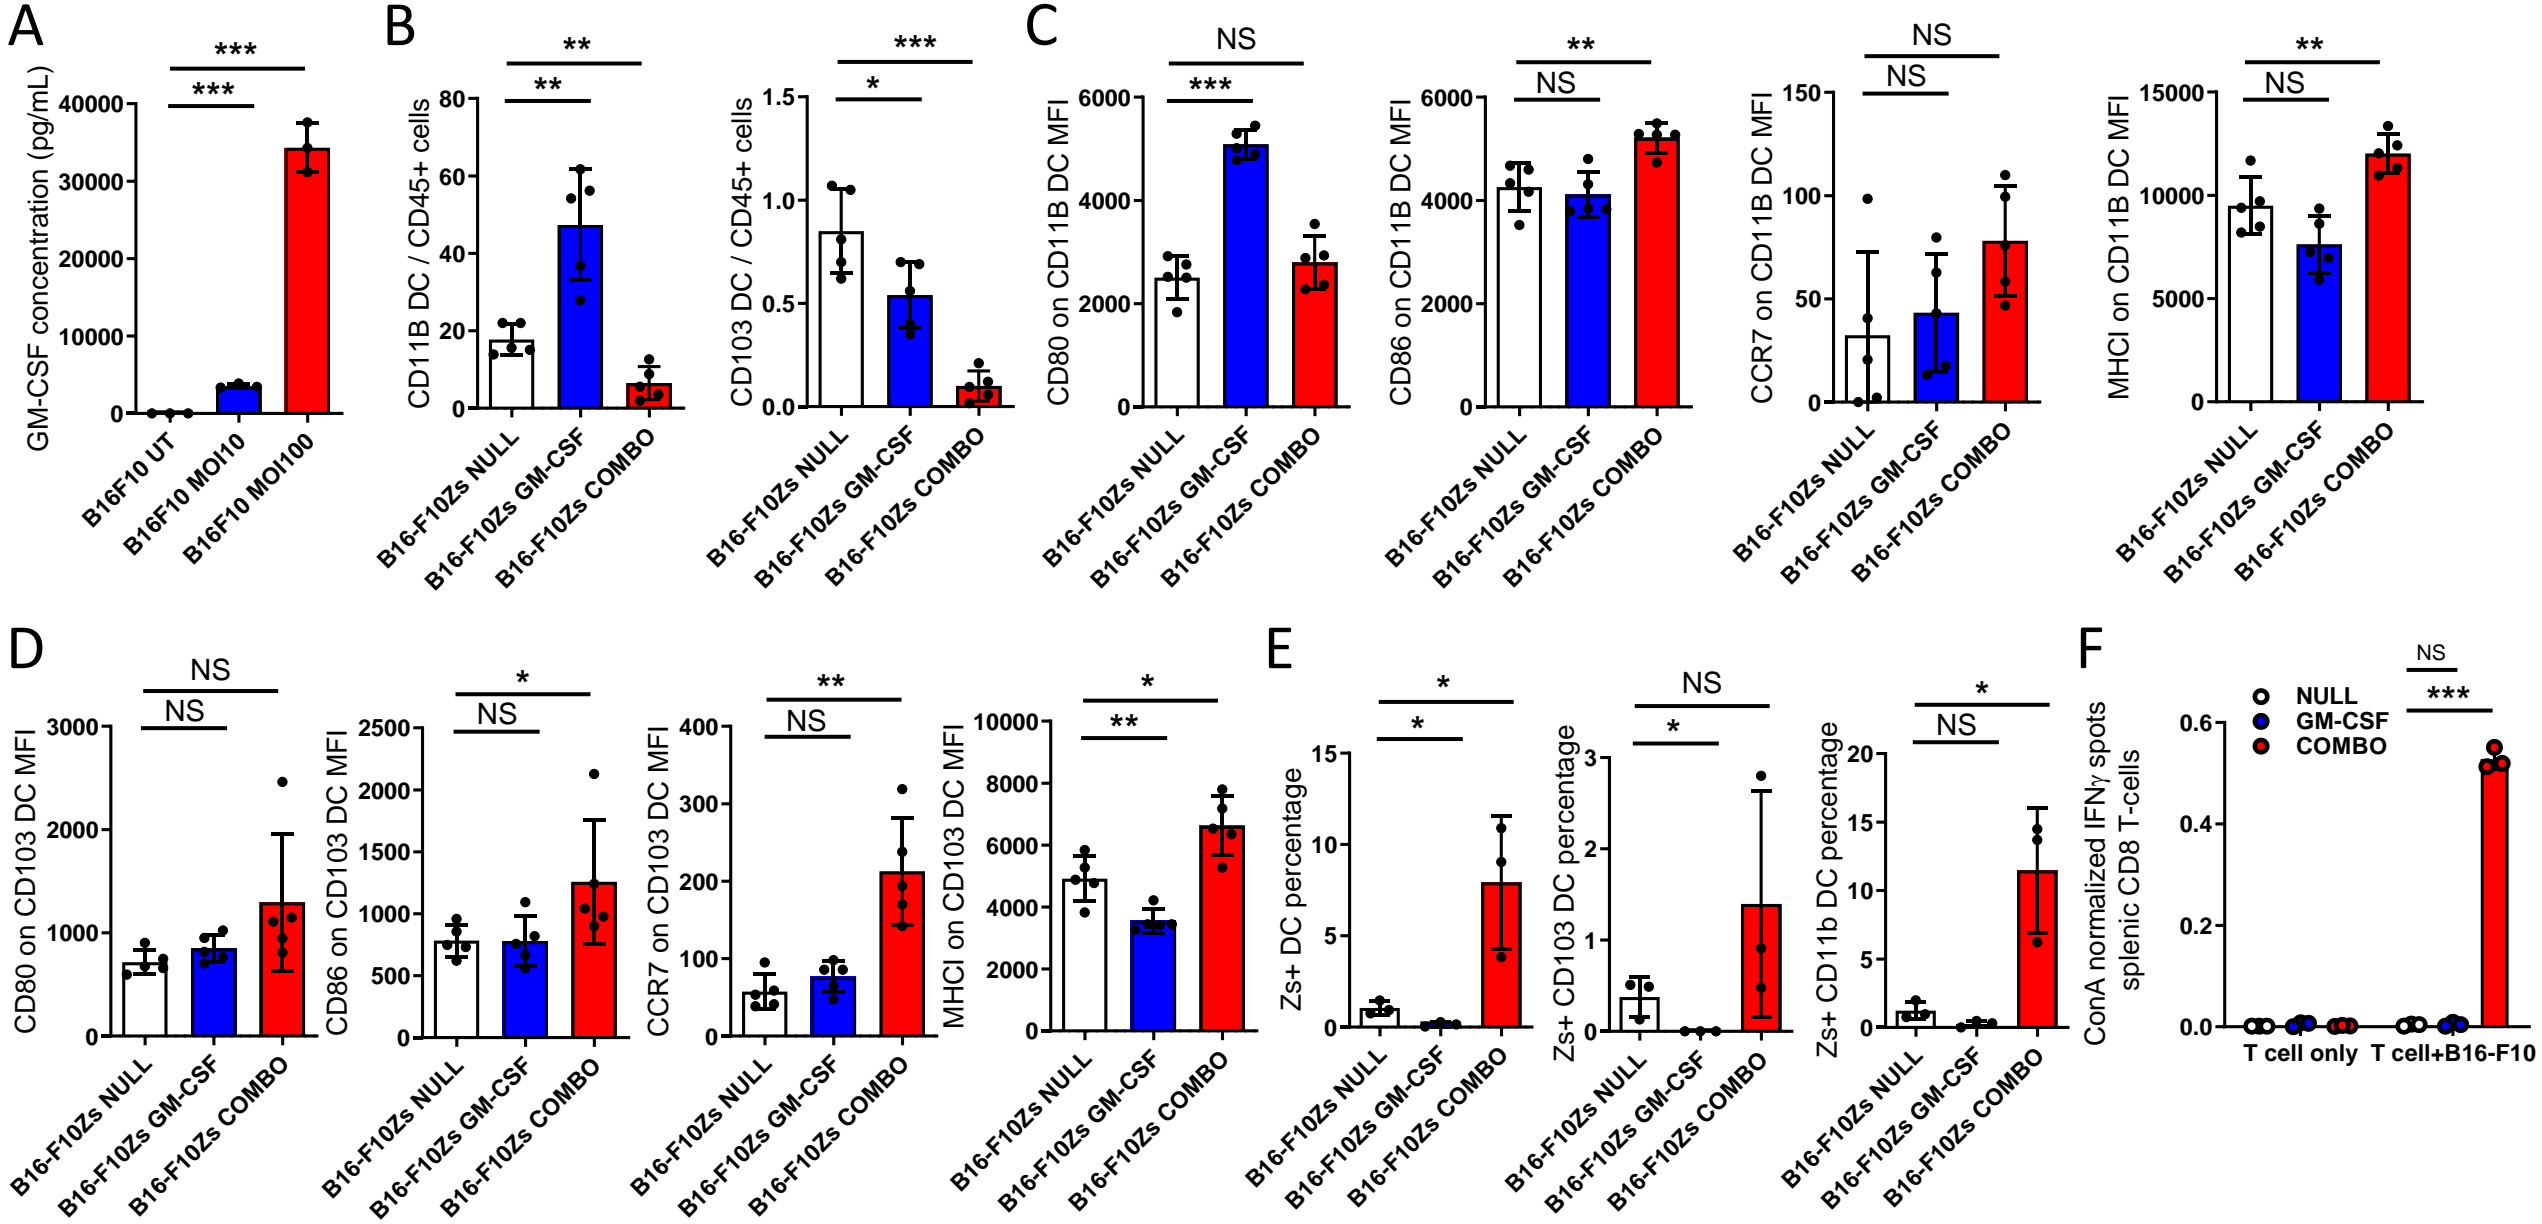 A
GM-CSF concentration (pg/mL)
***
***
40000
30000
20000
10000
0
B16F10 UT
B16F10 MOI10
B16F10 MOI100
B
CD11B DC / CD45+ cells
**
**
80
60
40
20
0
B16-F10Zs NULL
B16-F10Zs GM-CSF
B16-F10Zs COMBO
CD103 DC / CD45+ cells
***
*
1.5
1.0
0.5
0.0
B16-F10Zs NULL
B16-F10Zs GM-CSF
B16-F10Zs COMBO
C
CD80 on CD11B DC MFI
NS
***
6000
4000
2000
0
B16-F10Zs NULL
B16-F10Zs GM-CSF
B16-F10Zs COMBO
CD86 on CD11B DC MFI
**
NS
6000
4000
2000
0
B16-F10Zs NULL
B16-F10Zs GM-CSF
B16-F10Zs COMBO
CCR7 on CD11B DC MFI
NS
NS
150
100
50
0
B16-F10Zs NULL
B16-F10Zs GM-CSF
B16-F10Zs COMBO
MHCI on CD11B DC MFI
**
NS
15000
10000
5000
0
B16-F10Zs NULL
B16-F10Zs GM-CSF
B16-F10Zs COMBO
D
CD80 on CD103 DC MFI
NS
NS
3000
2000
1000
0
B16-F10Zs NULL
B16-F10Zs GM-CSF
B16-F10Zs COMBO
CD86 on CD103 DC MFI
*
NS
2500
2000
1500
1000
500
0
B16-F10Zs NULL
B16-F10Zs GM-CSF
B16-F10Zs COMBO
CCR7 on CD103 DC MFI
**
NS
400
300
200
100
0
B16-F10Zs NULL
B16-F10Zs GM-CSF
B16-F10Zs COMBO
MHCI on CD103 DC MFI
*
**
10000
8000
6000
4000
2000
0
B16-F10Zs NULL
B16-F10Zs GM-CSF
B16-F10Zs COMBO
E
Zs+ DC percentage
*
*
15
10
5
0
B16-F10Zs NULL
B16-F10Zs GM-CSF
B16-F10Zs COMBO
Zs+ CD103 DC percentage
NS
*
3
2
1
0
B16-F10Zs NULL
B16-F10Zs GM-CSF
B16-F10Zs COMBO
Zs+ CD11b DC percentage
*
NS
20
15
10
5
0
B16-F10Zs NULL
B16-F10Zs GM-CSF
B16-F10Zs COMBO
F
ConA normalized IFNγ spots
splenic CD8 T-cells
NS
***
NULL
GM-CSF
COMBO
0.6
0.4
0.2
0.0
T cell only
T cell+B16-F10